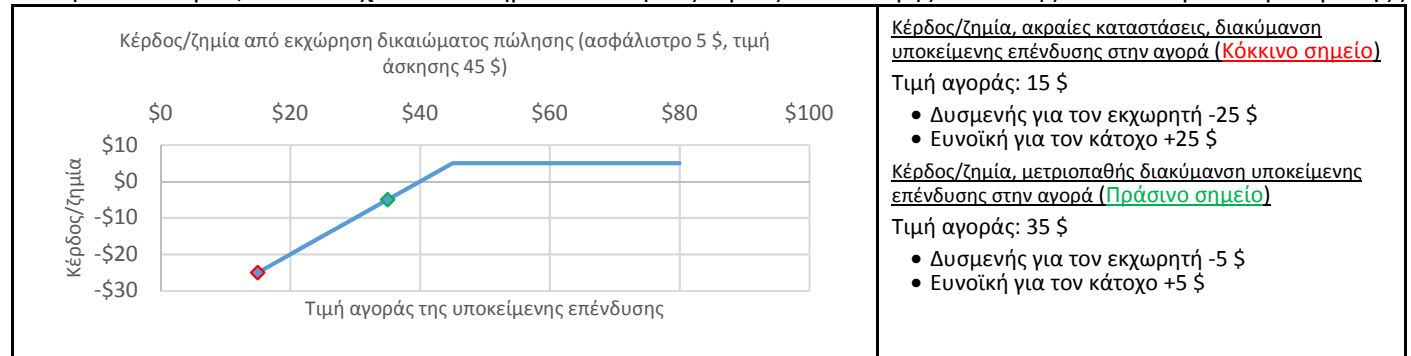 Κέρδος/ζημία από εκχώρηση δικαιώματος πώλησης (ασφάλιστρο 5 $, τιμή
άσκησης 45 $)
$0 $20 $40 $60 $80 $100
$10
$0
-$10
-$20
-$30
Κέρδος/ζημία
Τιμή αγοράς της υποκείμενης επένδυσης
Κέρδος/ζημία, ακραίες καταστάσεις, διακύμανση
υποκείμενης επένδυσης στην αγορά (Κόκκινο σημείο)
Τιμή αγοράς: 15 $
• Δυσμενής για τον εκχωρητή -25 $
• Ευνοϊκή για τον κάτοχο +25 $
Κέρδος/ζημία, μετριοπαθής διακύμανση υποκείμενης
επένδυσης στην αγορά (Πράσινο σημείο)
Τιμή αγοράς: 35 $
• Δυσμενής για τον εκχωρητή -5 $
• Ευνοϊκή για τον κάτοχο +5 $